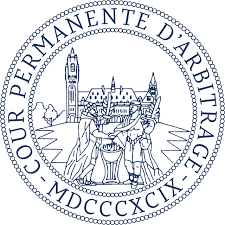 COUR PERMANENTE D'ARBITRAGE
- MDCCCXCIX -